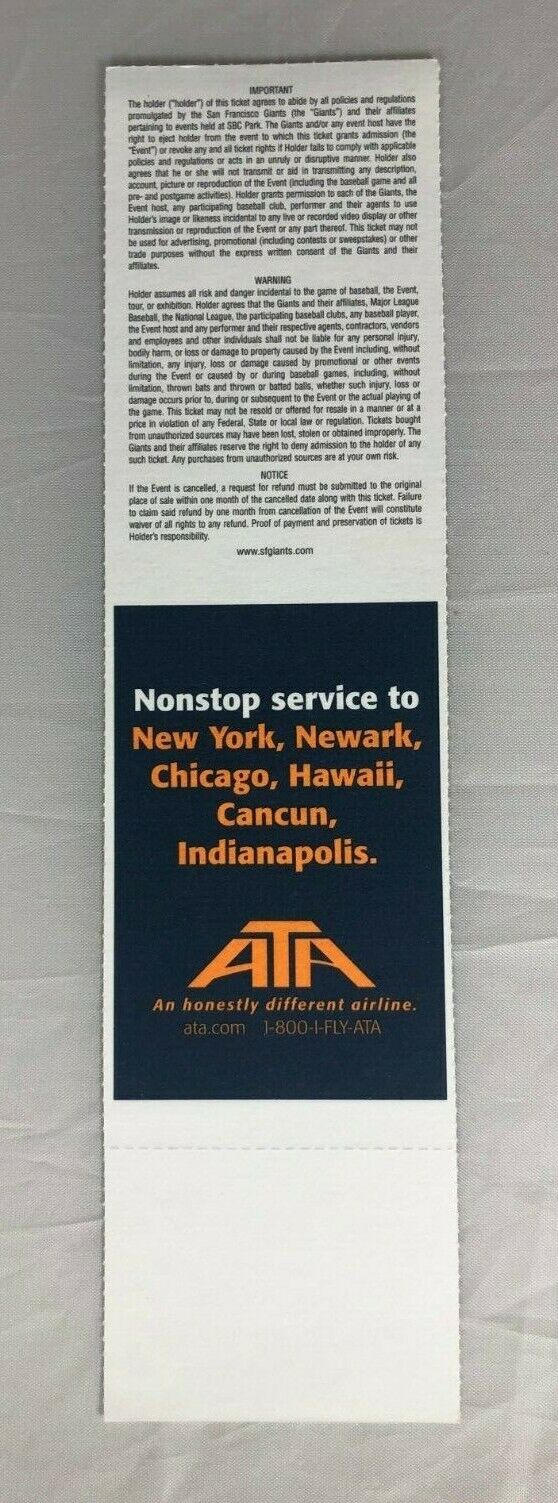 IMPORTANT
The holder ("holder") of this ticket agrees to abide by all policies and regulations
promulgated by the San Francisco Giants (the "Giants") and their affiliates
pertaining to events held at SBC Park. The Giants and/or any event host have the
right to eject holder from the event to which this ticket grants admission (the
"Event") or revoke any and all ticket rights if Holder fails to comply with applicable
policies and regulations or acts in an unruly or disruptive manner. Holder also
agrees that he or she will not transmit or aid in transmitting any description,
account, picture or reproduction of the Event (including the baseball game and all
pre- and postgame activities). Holder grants permission to each of the Giants, the
Event host, any participating baseball club, performer and their agents to use
Holder's image or likeness incidental to any live or recorded video display or other
transmission or reproduction of the Event or any part thereof. This ticket may not
be used for advertising, promotional (including contests or sweepstakes) or other
trade purposes without the express written consent of the Giants and their
affiliates.
WARNING
Holder assumes all risk and danger incidental to the game of baseball, the Event,
tour, or exhibition. Holder agrees that the Giants and their affiliates, Major League
Baseball, the National League, the participating baseball clubs, any baseball player,
the Event host and any performer and their respective agents, contractors, vendors
and employees and other individuals shall not be liable for any personal injury,
bodily harm, or loss or damage to property caused by the Event including, without
limitation, any injury, loss or damage caused by promotional or other events
during the Event or caused by or during baseball games, including, without
limitation, thrown bats and thrown or batted balls, whether such injury, loss or
damage occurs prior to, during or subsequent to the Event or the actual playing of
the game. This ticket may not be resold or offered for resale in a manner or at a
price in violation of any Federal, State or local law or regulation. Tickets bought
from unauthorized sources may have been lost, stolen or obtained improperly. The
Giants and their affiliates reserve the right to deny admission to the holder of any
such ticket. Any purchases from unauthorized sources are at your own risk.
NOTICE
If the Event is cancelled, a request for refund must be submitted to the original
place of sale within one month of the cancelled date along with this ticket. Failure
to claim said refund by one month from cancellation of the Event will constitute
waiver of all rights to any refund. Proof of payment and preservation of tickets is
Holder's responsibility.
www.sfgiants.com
Nonstop service to
New York, Newark,
Chicago, Hawaii,
Cancun,
Indianapolis.
ATA
An honestly different airline.
ata.com 1-800-I-FLY-ATA